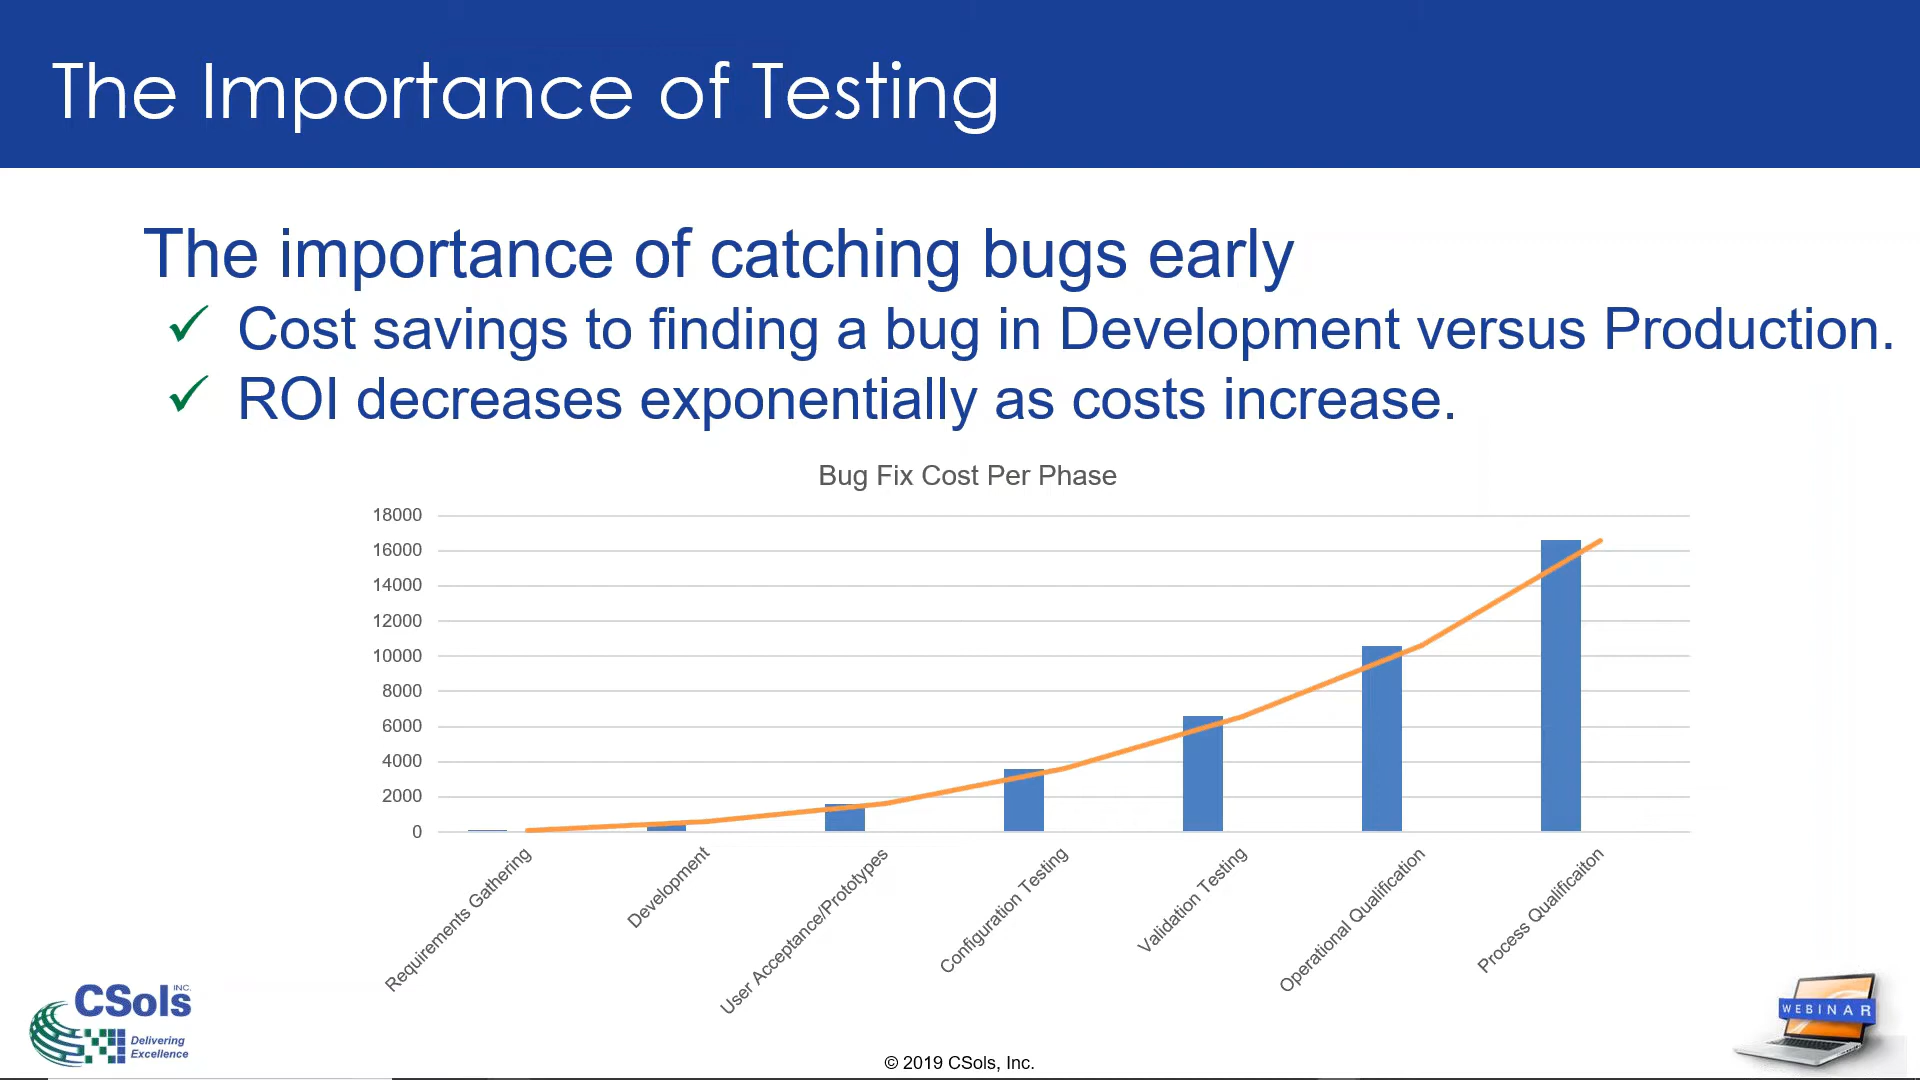 The Importance of Testing
The importance of catching bugs early
✓ Cost savings to finding a bug in Development versus Production.
✓ ROI decreases exponentially as costs increase.
Bug Fix Cost Per Phase
18000
16000
14000
12000
10000
8000
6000
4000
2000
0
Requirements Gathering
Development
User Acceptance/Prototypes
Configuration Testing
Validation Testing
Operational Qualification
Process Qualificaiton
CSols INC.
Delivering
Excellence
WEBINAR
© 2019 CSols, Inc.